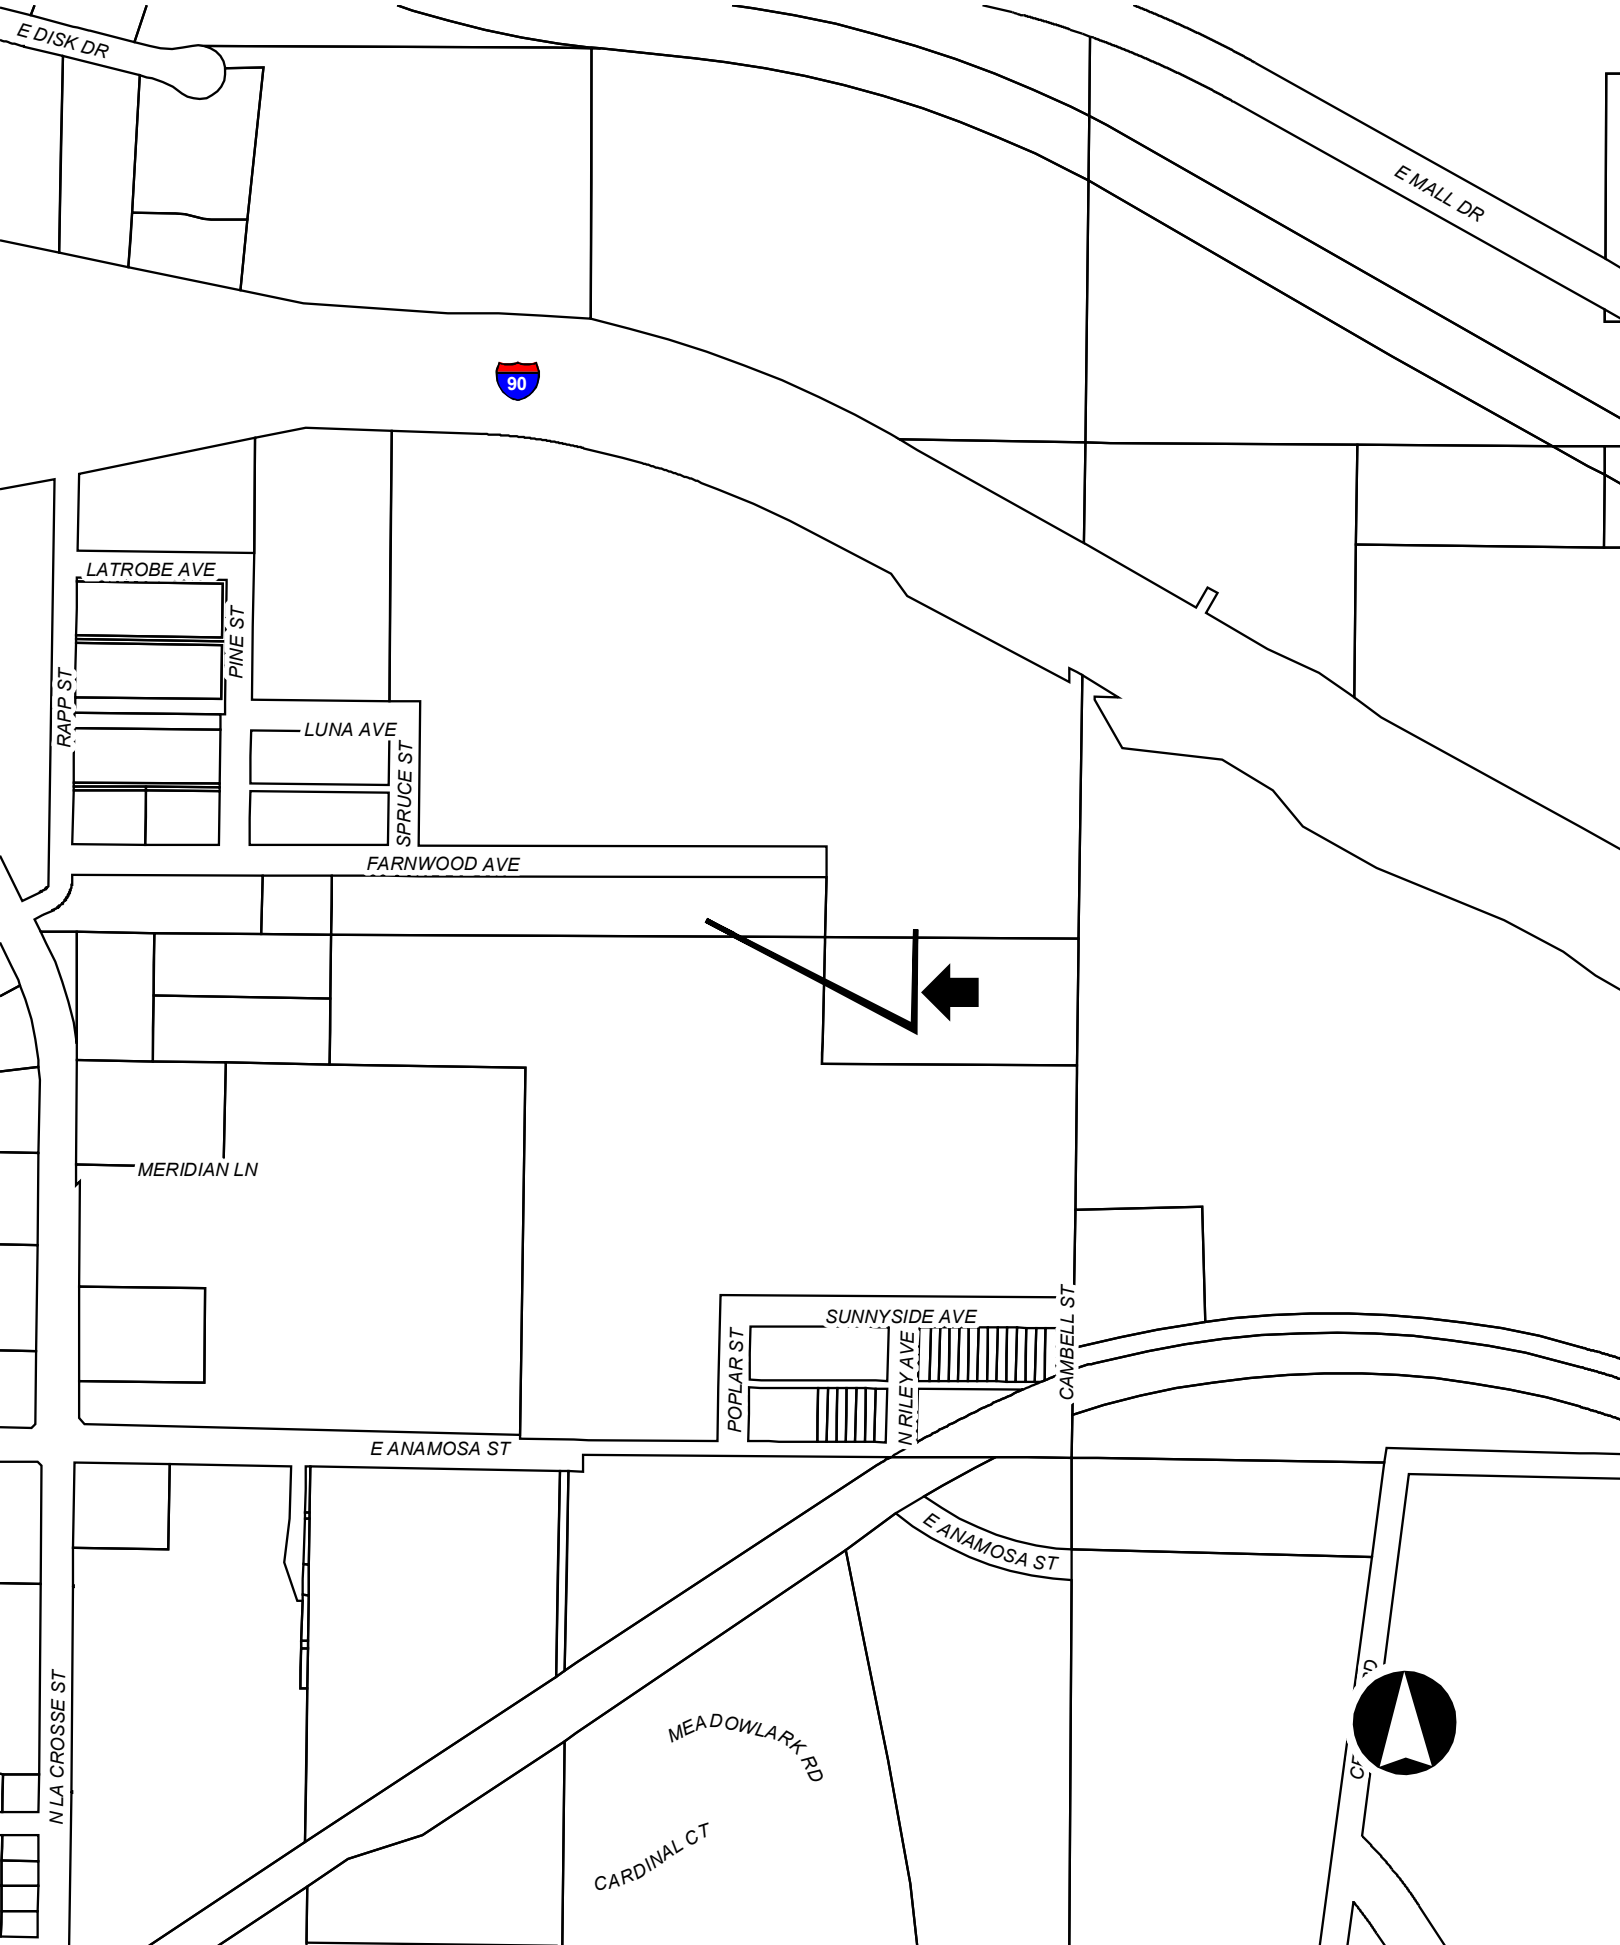 E DISK DR
E MALL DR
90
LATROBE AVE
PINE ST
RAPP ST
LUNA AVE
SPRUCE ST
FARNWOOD AVE
MERIDIAN LN
SUNNYSIDE AVE
POPLAR ST
N RILEY AVE
CAMBELL ST
E ANAMOSA ST
E ANAMOSA ST
N LA CROSSE ST
MEADOWLARK RD
CARDINAL CT